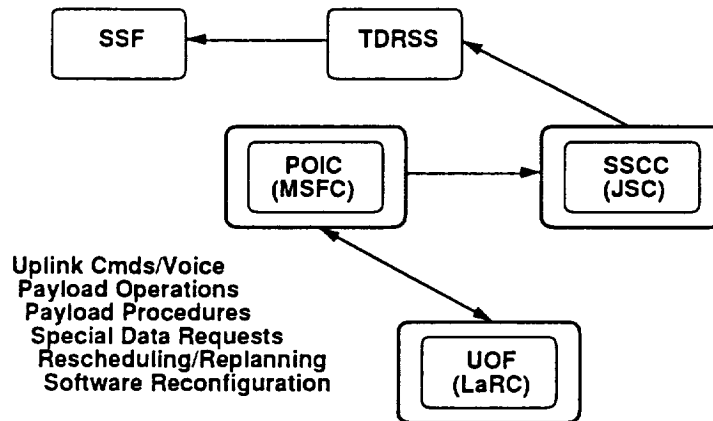 SSF
TDRSS
POIC
(MSFC)
SSCC
(JSC)
Uplink Cmds/Voice
Payload Operations
Payload Procedures
Special Data Requests
Rescheduling/Replanning
Software Reconfiguration
UOF
(LaRC)